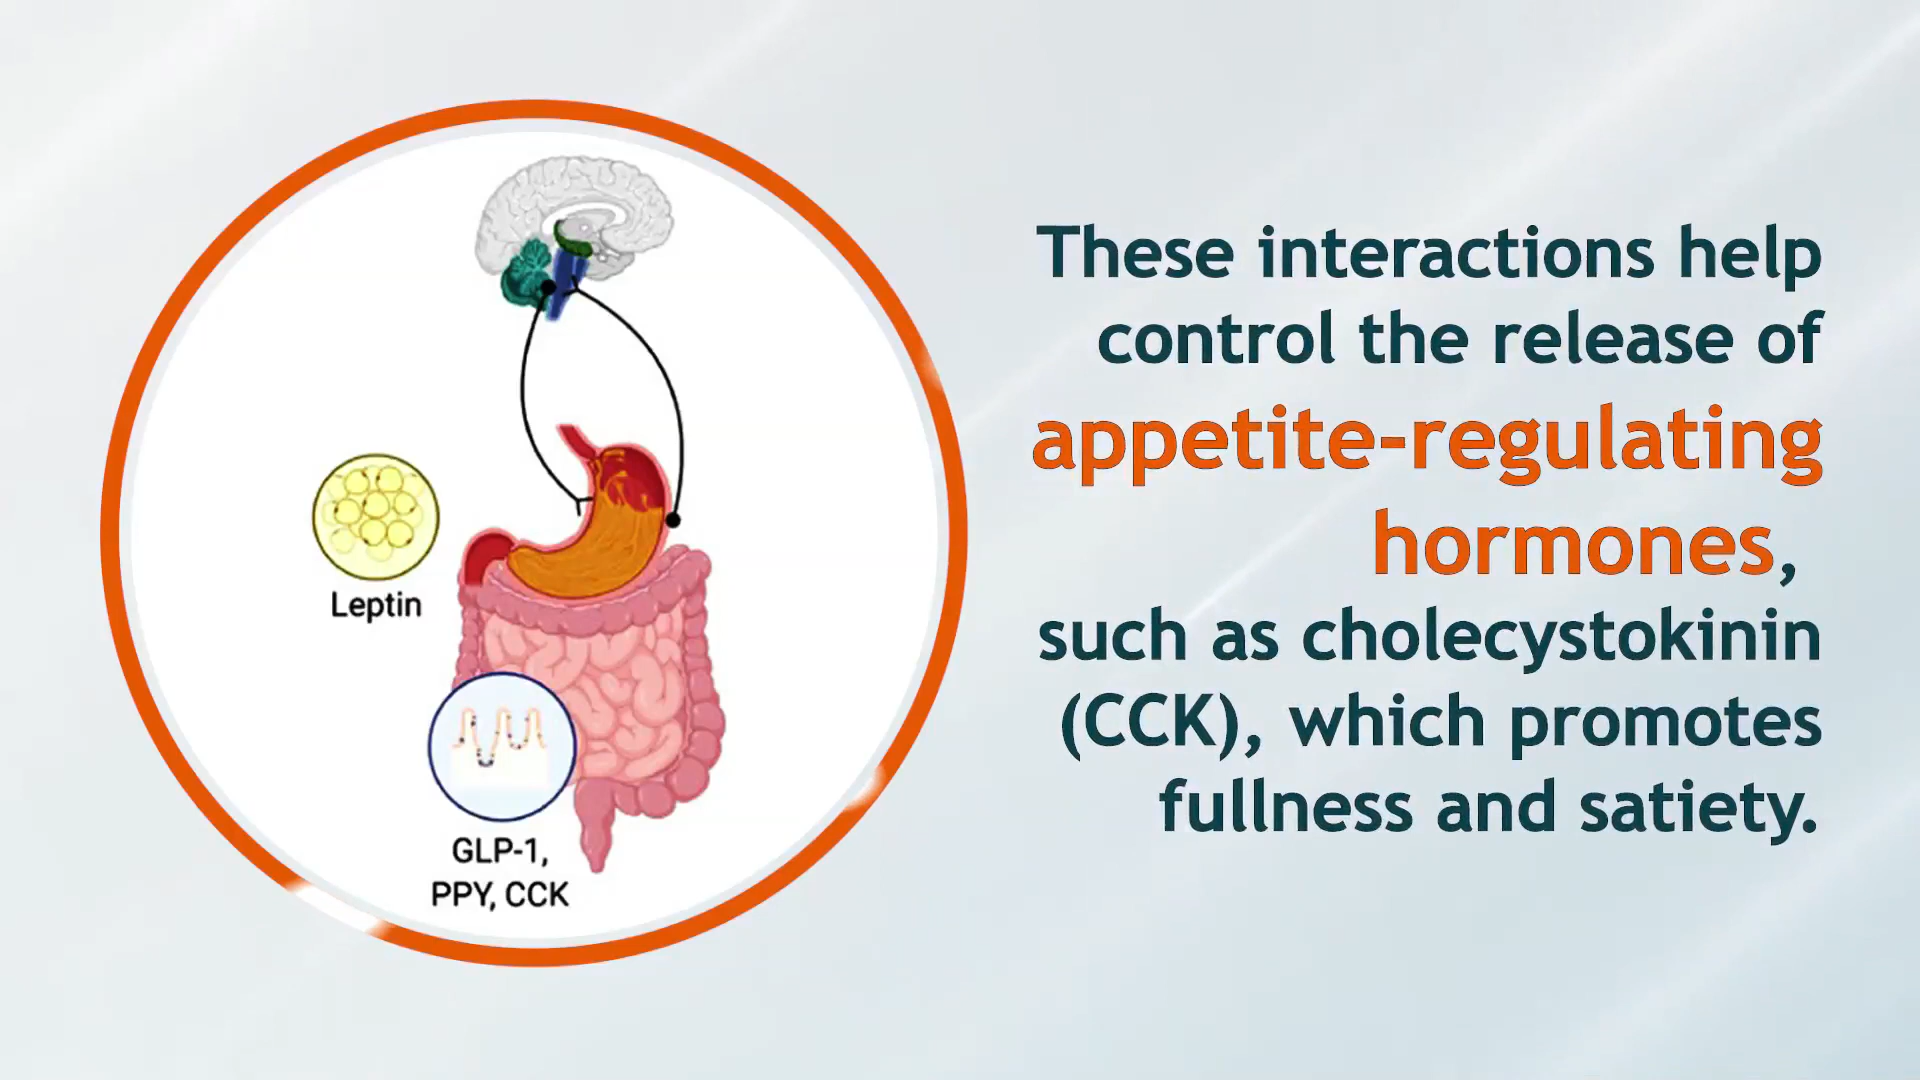 Leptin
GLP-1,
PPY, CCK
These interactions help
control the release of
appetite-regulating
hormones,
such as cholecystokinin
(CCK), which promotes
fullness and satiety.